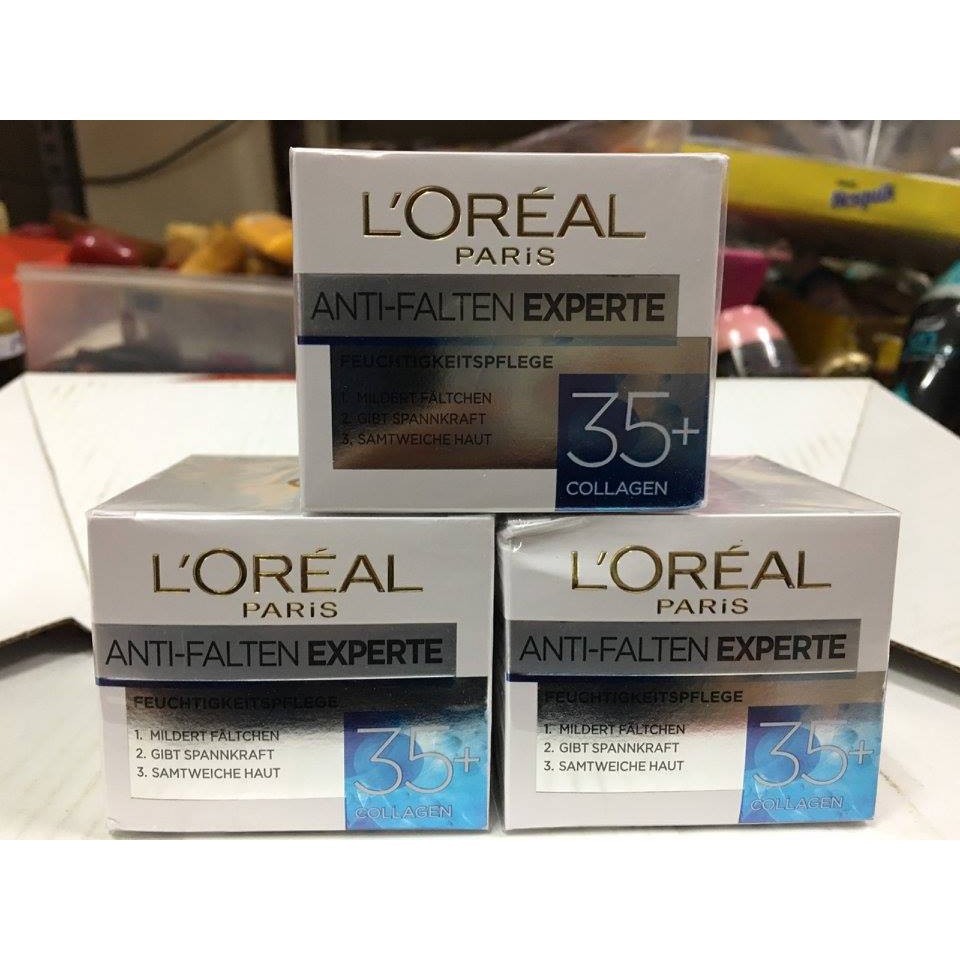 Nesquik
L'ORÉAL
PARiS
ANTI-FALTEN EXPERTE
FEUCHTIGKEITSPFLEGE
1. MILDERT FÄLTCHEN
2. GIBT SPANNKRAFT
3. SAMTWEICHE HAUT
35+
COLLAGEN
L'ORÉAL
PARiS
ANTI-FALTEN EXPERTE
FEUCHTIGKEITSPFLEGE
1. MILDERT FÄLTCHEN
2. GIBT SPANNKRAFT
3. SAMTWEICHE HAUT
35+
COLLAGEN
L'ORÉAL
PARiS
ANTI-FALTEN EXPERTE
FEUCHTIGKEITSPFLEGE
1. MILDERT FÄLTCHEN
2. GIBT SPANNKRAFT
3. SAMTWEICHE HAUT
35+
COLLAGEN